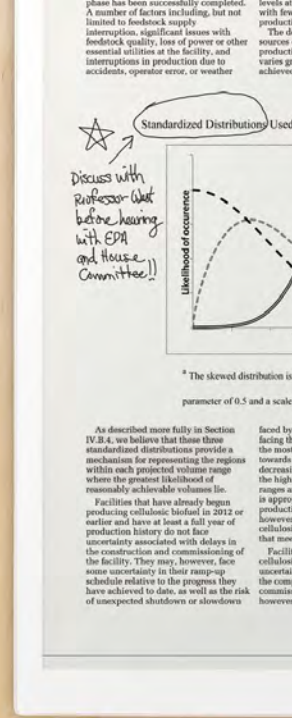 phase has been successfully completed.
A number of factors including, but not
limited to feedstock supply
interruption, significant issues with
feedstock quality, loss of power or other
essential utilities at the facility, and
interruptions in production due to
accidents, operator error, or weather
levels at
with few
producti
The d
sources
producti
varies gr
achieved
Standardized Distributions Used
Discuss with
Professor West
before hearing
with EPA
and House
Committee!!
Likelihood of occurence
a The skewed distribution is
parameter of 0.5 and a scale
As described more fully in Section
IV.B.4, we believe that these three
standardized distributions provide a
mechanism for representing the regions
within each projected volume range
where the greatest likelihood of
reasonably achievable volumes lie.
Facilities that have already begun
producing cellulosic biofuel in 2012 or
earlier and have at least a full year of
production history do not face
uncertainty associated with delays in
the construction and commissioning of
the facility. They may, however, face
some uncertainty in their ramp-up
schedule relative to the progress they
have achieved to date, as well as the risk
of unexpected shutdown or slowdown
faced by
facing th
the most
towards
decreasi
the high
ranges a
is appro
producti
however
cellulosi
that mee
Faciliti
cellulosi
uncertai
the comp
commiss
however